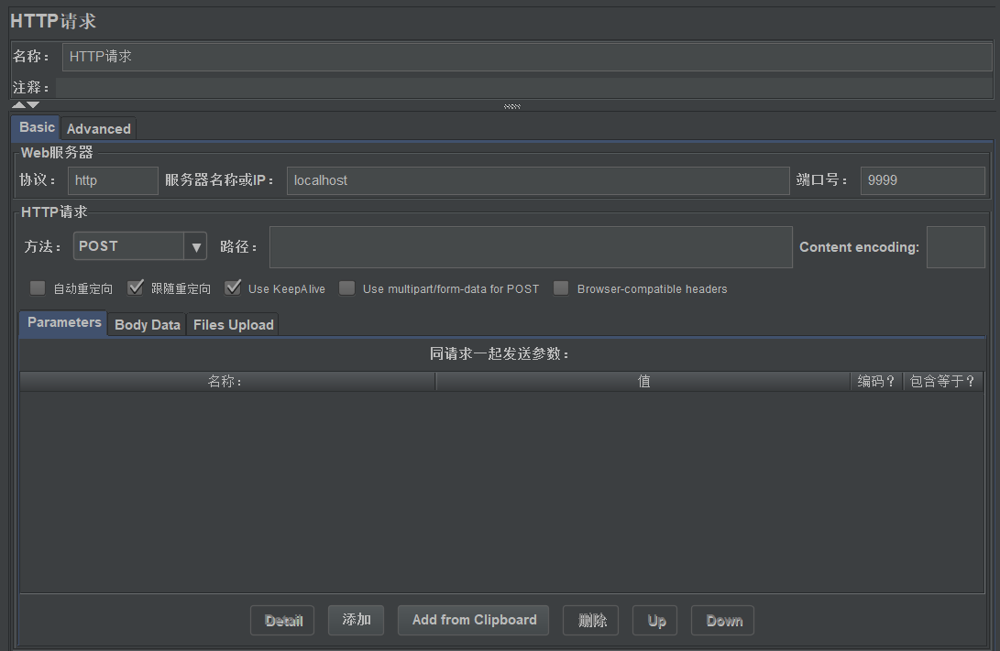 HTTP请求
名称： HTTP请求
注释：
Basic Advanced
Web服务器
协议： http 服务器名称或IP： localhost 端口号： 9999
HTTP请求
方法： POST 路径： Content encoding:
自动重定向 跟随重定向 Use KeepAlive Use multipart/form-data for POST Browser-compatible headers
Parameters Body Data Files Upload
同请求一起发送参数：
名称： 值 编码？ 包含等于？
Detail 添加 Add from Clipboard 删除 Up Down